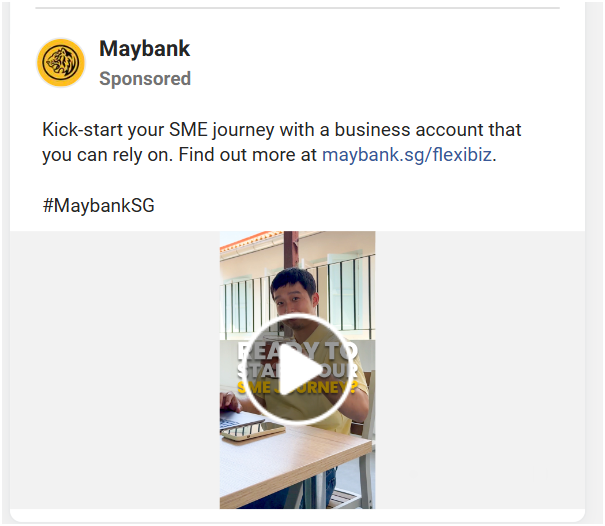 Maybank
Sponsored
Kick-start your SME journey with a business account that
you can rely on. Find out more at maybank.sg/flexibiz.
#MaybankSG
READY TO
START YOUR
SME JOURNEY?